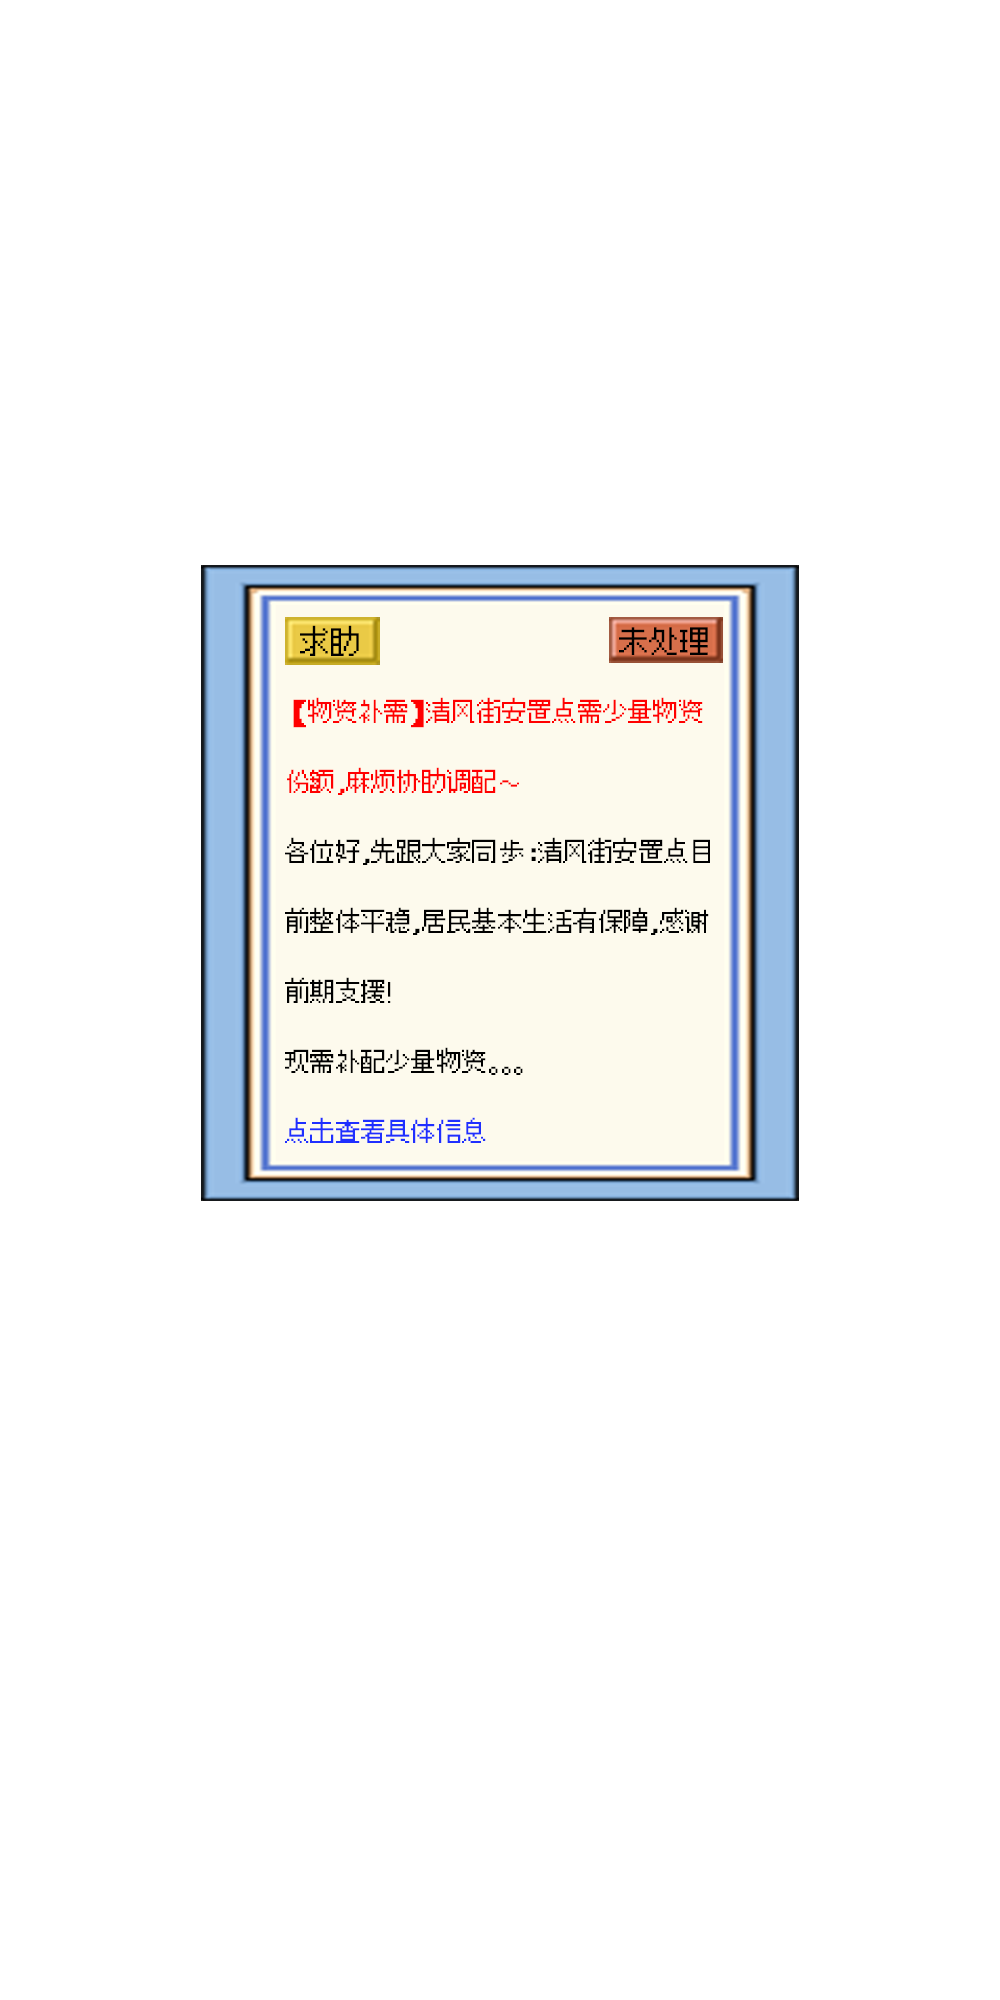 求助
未处理
【物资补需】清风街安置点需少量物资
份额,麻烦协助调配～
各位好,先跟大家同步:清风街安置点目
前整体平稳,居民基本生活有保障,感谢
前期支援!
现需补配少量物资。。。
点击查看具体信息